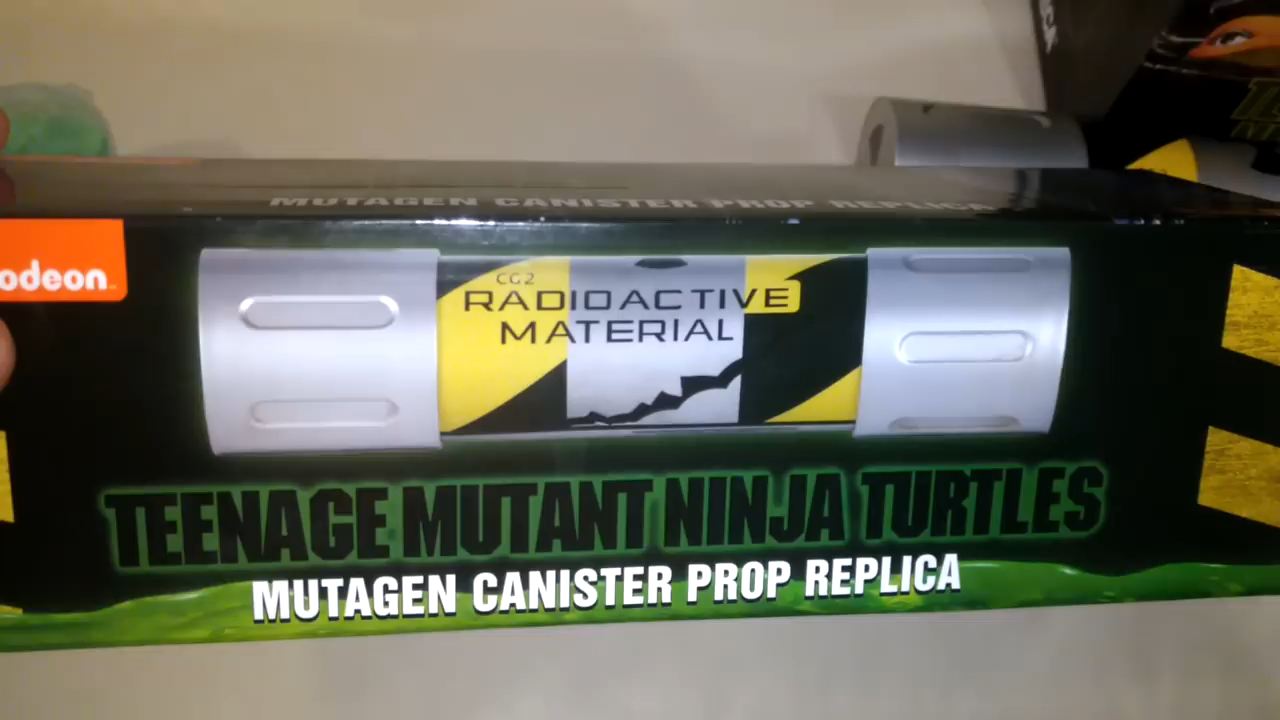 MUTAGEN CANISTER PROP REPLICA
odeon
CG2
RADIOACTIVE
MATERIAL
TEENAGE MUTANT NINJA TURTLES
MUTAGEN CANISTER PROP REPLICA